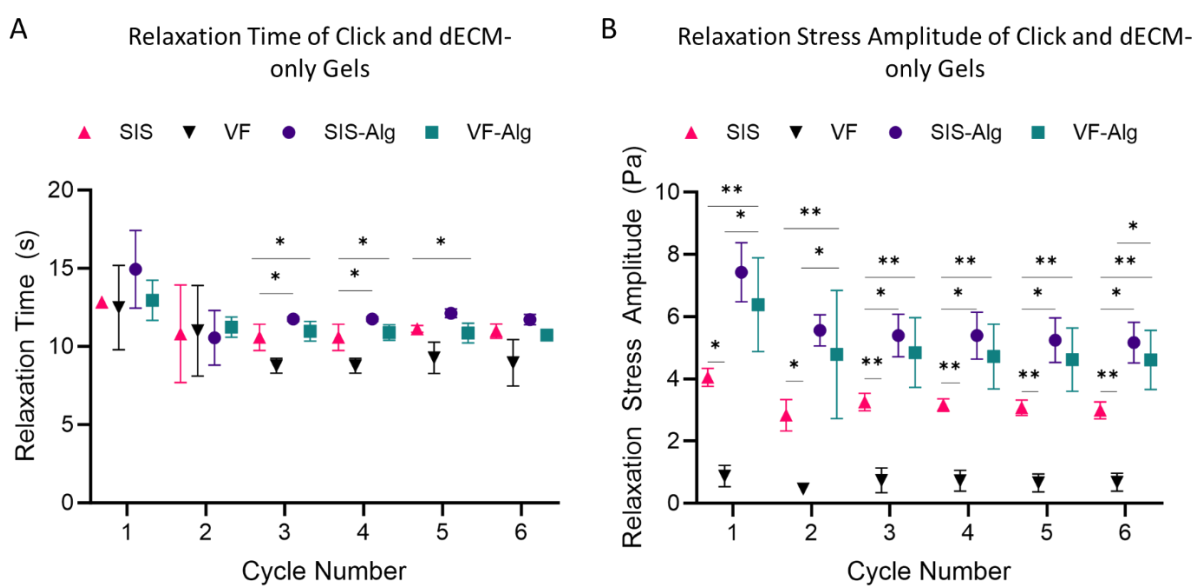 A
Relaxation Time of Click and dECM-
only Gels
SIS VF SIS-Alg VF-Alg
Relaxation Time (s)
20
15
10
5
0
* * *
* *
1 2 3 4 5 6
Cycle Number
B
Relaxation Stress Amplitude of Click and dECM-
only Gels
SIS VF SIS-Alg VF-Alg
Relaxation Stress Amplitude (Pa)
10
8
6
4
2
0
** ** *
* * ** ** ** **
* * * *
* * ** ** ** **
1 2 3 4 5 6
Cycle Number